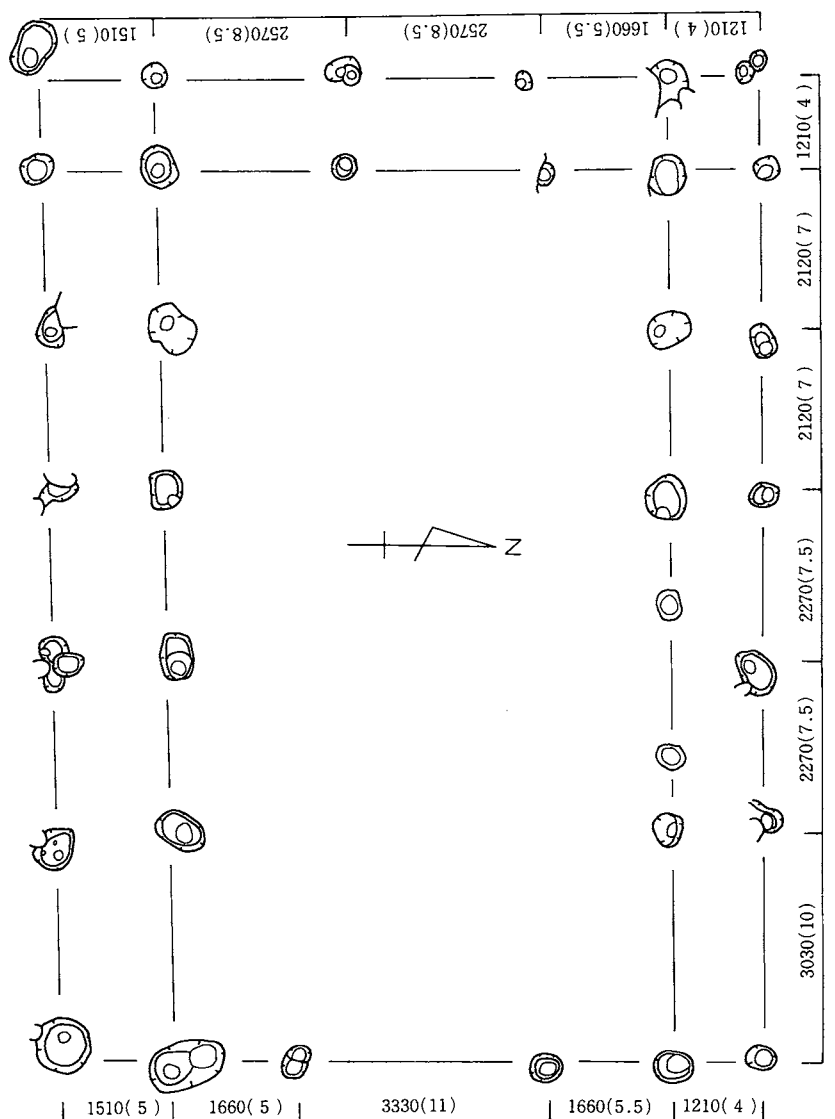 1510( 5 )
2570(8.5)
2570(8.5)
1660(5.5)
1210( 4 )
1210( 4 )
2120( 7 )
2120( 7 )
2270(7.5)
2270(7.5)
3030(10)
N
1510( 5 )
1660( 5 )
3330(11)
1660(5.5)
1210( 4 )